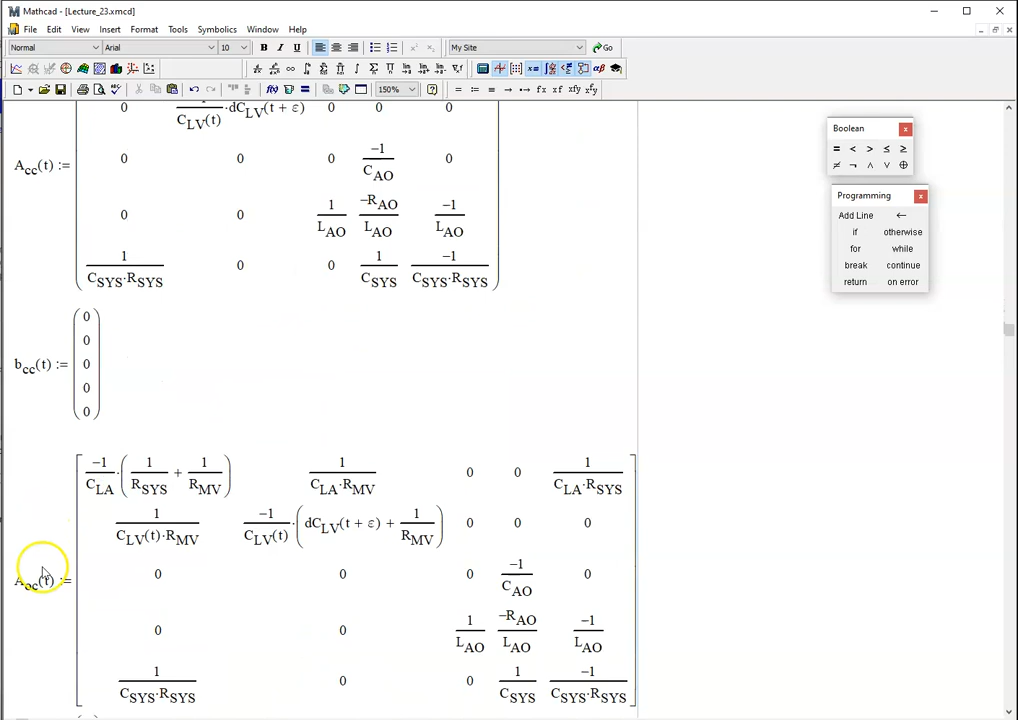 Mathcad - [Lecture_23.xmcd]
File Edit View Insert Format Tools Symbolics Window Help
Normal Arial 10 B I U My Site Go
150% = := ≡ → •→ fx xf xfy xfy
0 C_LV(t) ·dC_LV(t + ε) 0 0 0
0 0 0 −1/C_AO 0
A_cc(t) :=
0 0 1/L_AO −R_AO/L_AO −1/L_AO
1/(C_SYS·R_SYS) 0 0 1/C_SYS −1/(C_SYS·R_SYS)
0
0
b_cc(t) := 0
0
0
−1/C_LA·(1/R_SYS + 1/R_MV) 1/(C_LA·R_MV) 0 0 1/(C_LA·R_SYS)
1/(C_LV(t)·R_MV) −1/C_LV(t)·(dC_LV(t + ε) + 1/R_MV) 0 0 0
A_oc(t) := 0 0 0 −1/C_AO 0
0 0 1/L_AO −R_AO/L_AO −1/L_AO
1/(C_SYS·R_SYS) 0 0 1/C_SYS −1/(C_SYS·R_SYS)
Boolean x
= < > ≤ ≥
≠ ¬ ∧ ∨ ⊕
Programming x
Add Line ←
if otherwise
for while
break continue
return on error